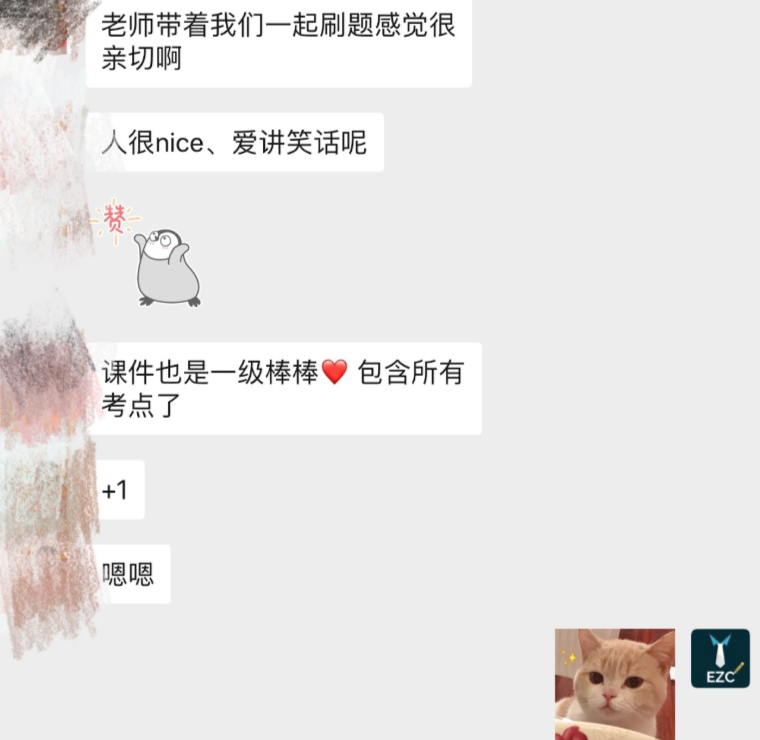 老师带着我们一起刷题感觉很
亲切啊
人很nice、爱讲笑话呢
赞
课件也是一级棒棒❤️ 包含所有
考点了
+1
嗯嗯
EZC